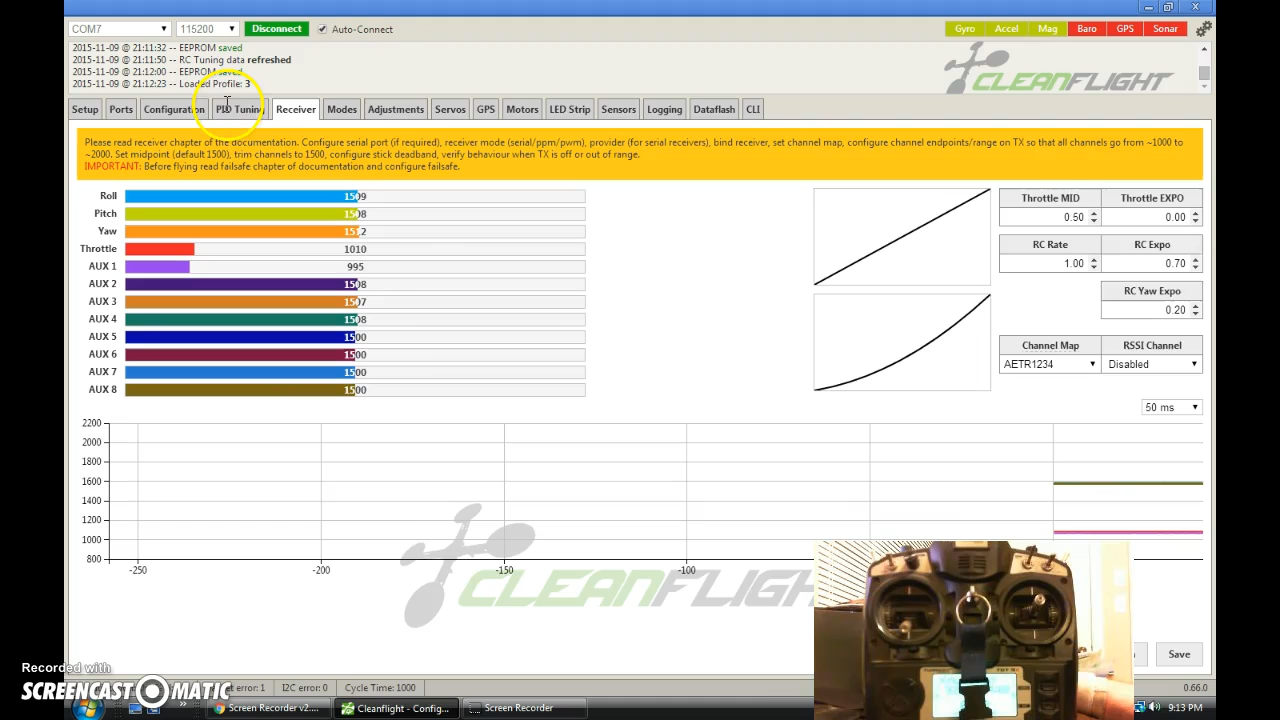 COM7 115200 Disconnect Auto-Connect Gyro Accel Mag Baro GPS Sonar
2015-11-09 @ 21:11:32 -- EEPROM saved
2015-11-09 @ 21:11:50 -- RC Tuning data refreshed
2015-11-09 @ 21:12:00 -- EEPROM saved
2015-11-09 @ 21:12:23 -- Loaded Profile: 3
CLEANFLIGHT
Setup Ports Configuration PID Tuning Receiver Modes Adjustments Servos GPS Motors LED Strip Sensors Logging Dataflash CLI
Please read receiver chapter of the documentation. Configure serial port (if required), receiver mode (serial/ppm/pwm), provider (for serial receivers), bind receiver, set channel map, configure channel endpoints/range on TX so that all channels go from ~1000 to
~2000. Set midpoint (default 1500), trim channels to 1500, configure stick deadband, verify behaviour when TX is off or out of range.
IMPORTANT: Before flying read failsafe chapter of documentation and configure failsafe.
Roll 1509
Pitch 1508
Yaw 1512
Throttle 1010
AUX 1 995
AUX 2 1508
AUX 3 1507
AUX 4 1508
AUX 5 1500
AUX 6 1500
AUX 7 1500
AUX 8 1500
Throttle MID Throttle EXPO
0.50 0.00
RC Rate RC Expo
1.00 0.70
RC Yaw Expo
0.20
Channel Map RSSI Channel
AETR1234 Disabled
50 ms
2200
2000
1800
1600
1400
1200
1000
800
-250 -200 -150 -100
CLEANFLIGHT
Save
Recorded with
SCREENCAST MATIC
error: 1 I2C error: 0 Cycle Time: 1000 0.66.0
Screen Recorder v2.... Cleanflight - Config... Screen Recorder 9:13 PM